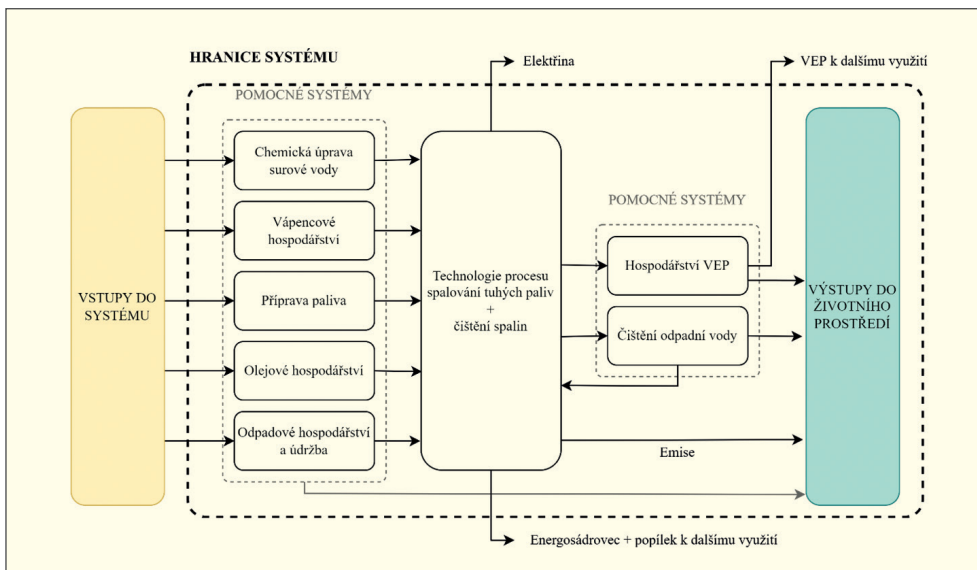 HRANICE SYSTÉMU
Elektřina
VEP k dalšímu využití
POMOCNÉ SYSTÉMY
VSTUPY DO
SYSTÉMU
Chemická úprava
surové vody
Vápencové
hospodářství
Příprava paliva
Olejové hospodářství
Odpadové hospodářství
a údržba
Technologie procesu
spalování tuhých paliv
+
čištění spalin
POMOCNÉ SYSTÉMY
Hospodářství VEP
Čištění odpadní vody
Emise
VÝSTUPY DO
ŽIVOTNÍHO
PROSTŘEDÍ
Energosádrovec + popílek k dalšímu využití